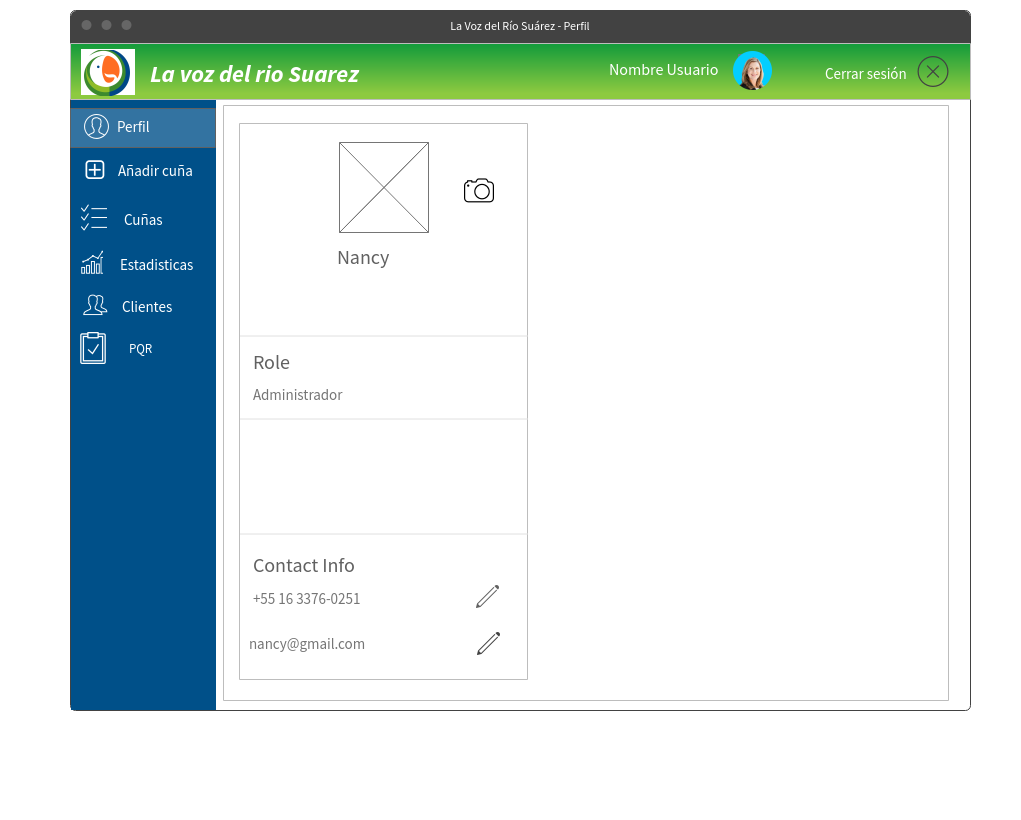 La Voz del Río Suárez - Perfil
La voz del rio Suarez
Nombre Usuario
Cerrar sesión
Perfil
Añadir cuña
Cuñas
Estadisticas
Clientes
PQR
Nancy
Role
Administrador
Contact Info
+55 16 3376-0251
nancy@gmail.com